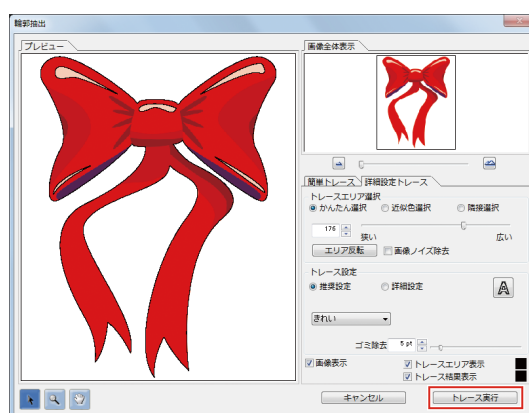 輪郭抽出
プレビュー
画像全体表示
簡単トレース 詳細設定トレース
トレースエリア選択
かんたん選択 近似色選択 隣接選択
176
狭い 広い
エリア反転 画像ノイズ除去
トレース設定
推奨設定 詳細設定
A
きれい
ゴミ除去 5 pt
画像表示 トレースエリア表示
トレース結果表示
キャンセル トレース実行